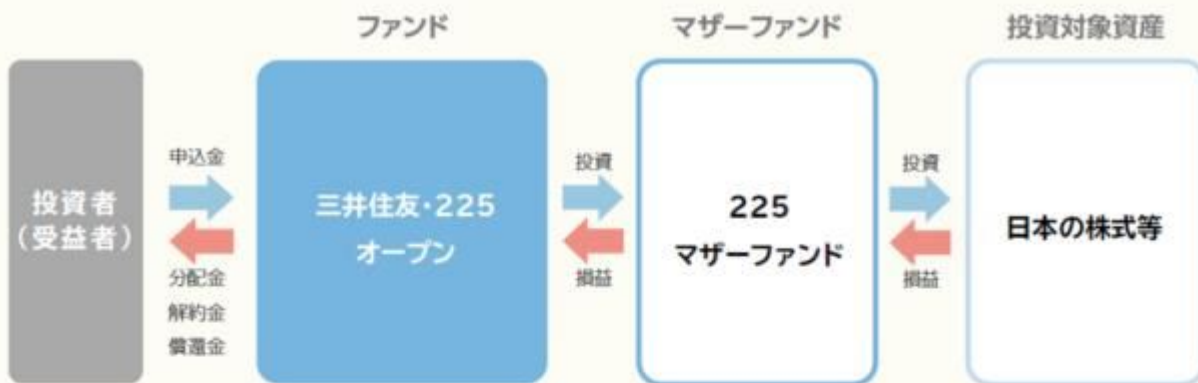 ファンド
マザーファンド
投資対象資産
投資者
（受益者）
申込金
分配金
解約金
償還金
三井住友・225
オープン
投資
損益
225
マザーファンド
投資
損益
日本の株式等